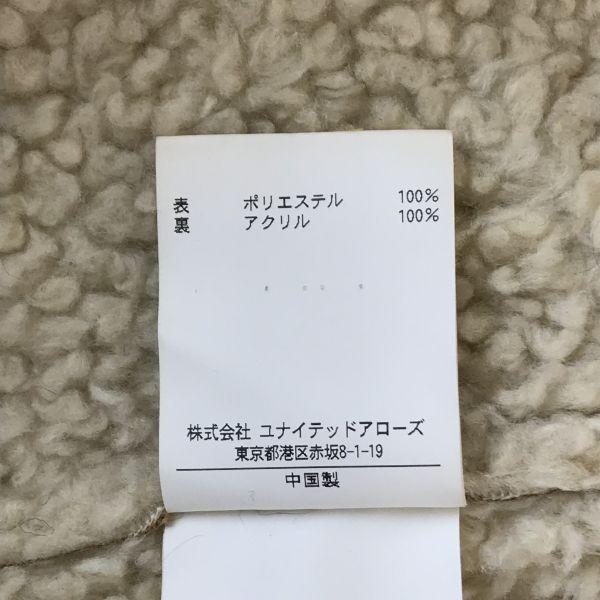 表 ポリエステル 100%
裏 アクリル 100%
株式会社 ユナイテッドアローズ
東京都港区赤坂8-1-19
中国製